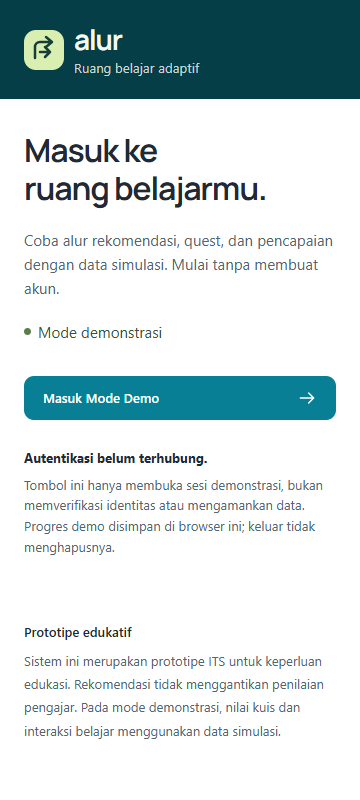 alur
Ruang belajar adaptif
Masuk ke
ruang belajarmu.
Coba alur rekomendasi, quest, dan pencapaian
dengan data simulasi. Mulai tanpa membuat
akun.
Mode demonstrasi
Masuk Mode Demo
Autentikasi belum terhubung.
Tombol ini hanya membuka sesi demonstrasi, bukan
memverifikasi identitas atau mengamankan data.
Progres demo disimpan di browser ini; keluar tidak
menghapusnya.
Prototipe edukatif
Sistem ini merupakan prototipe ITS untuk keperluan
edukasi. Rekomendasi tidak menggantikan penilaian
pengajar. Pada mode demonstrasi, nilai kuis dan
interaksi belajar menggunakan data simulasi.